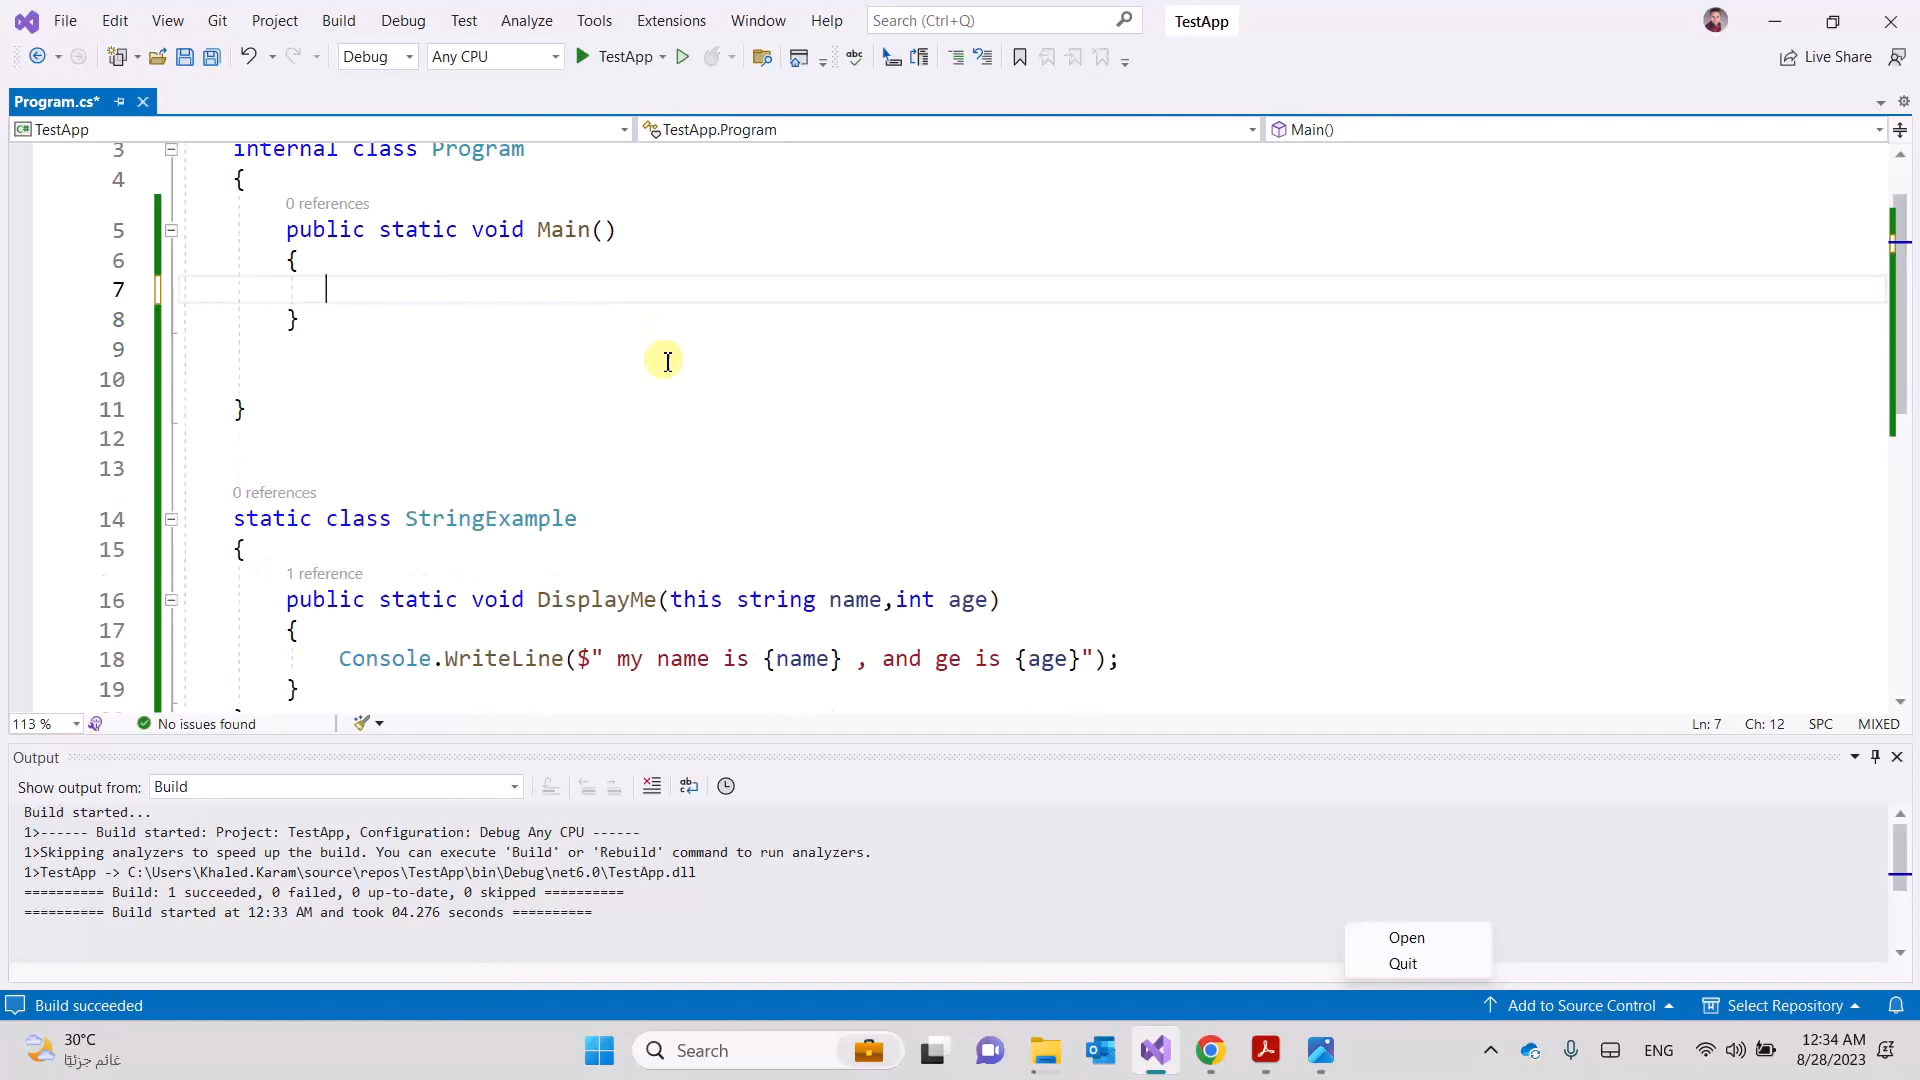 File Edit View Git Project Build Debug Test Analyze Tools Extensions Window Help Search (Ctrl+Q) TestApp
Debug Any CPU TestApp Live Share
Program.cs*
TestApp TestApp.Program Main()
3 internal class Program
4 {
0 references
5 public static void Main()
6 {
7
8 }
9
10
11 }
12
13
0 references
14 static class StringExample
15 {
1 reference
16 public static void DisplayMe(this string name,int age)
17 {
18 Console.WriteLine($" my name is {name} , and ge is {age}");
19 }
113 % No issues found Ln: 7 Ch: 12 SPC MIXED
Output
Show output from: Build
Build started...
1>------ Build started: Project: TestApp, Configuration: Debug Any CPU ------
1>Skipping analyzers to speed up the build. You can execute 'Build' or 'Rebuild' command to run analyzers.
1>TestApp -> C:\Users\Khaled.Karam\source\repos\TestApp\bin\Debug\net6.0\TestApp.dll
========== Build: 1 succeeded, 0 failed, 0 up-to-date, 0 skipped ==========
========== Build started at 12:33 AM and took 04.276 seconds ==========
Open
Quit
Build succeeded Add to Source Control Select Repository
30°C
غائم جزئيًا
Search
ENG
12:34 AM
8/28/2023